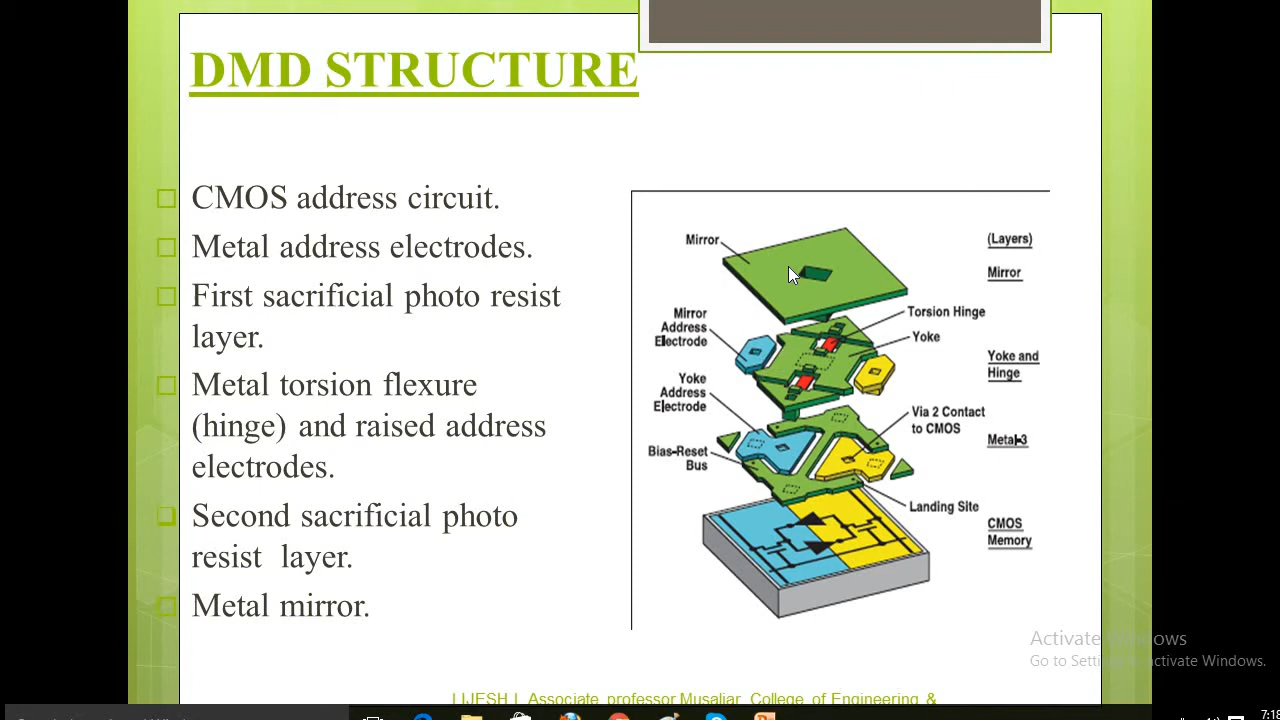 DMD STRUCTURE
CMOS address circuit.
Metal address electrodes.
First sacrificial photo resist
layer.
Metal torsion flexure
(hinge) and raised address
electrodes.
Second sacrificial photo
resist layer.
Metal mirror.
Mirror
(Layers)
Mirror
Mirror
Address
Electrode
Torsion Hinge
Yoke
Yoke and
Hinge
Yoke
Address
Electrode
Via 2 Contact
to CMOS
Metal-3
Bias-Reset
Bus
Landing Site
CMOS
Memory
Activate Windows
Go to Settings to activate Windows.
LIJESH L Associate professor Musaliar College of Engineering &
7:18